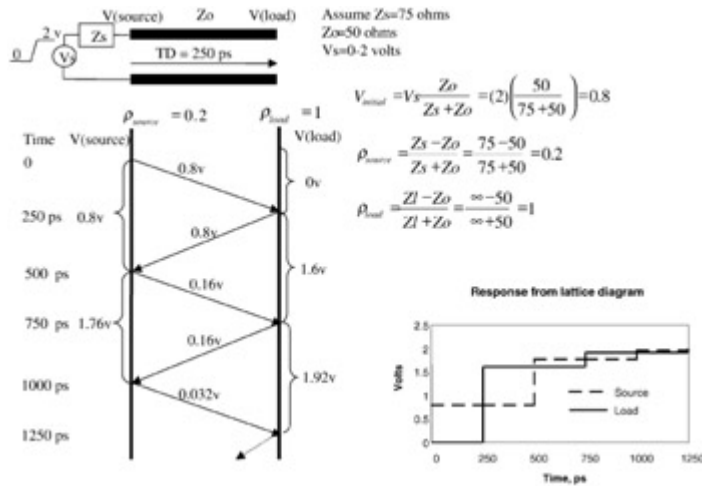 V(source) Zo V(load)
Assume Zs=75 ohms
Zo=50 ohms
Vs=0-2 volts
2 v
Zs
0
Vs
TD = 250 ps
V_initial = Vs Zo/(Zs+Zo) = (2)(50/(75+50)) = 0.8
ρ_source = 0.2
ρ_load = 1
Time V(source)
V(load)
ρ_source = (Zs−Zo)/(Zs+Zo) = (75−50)/(75+50) = 0.2
0
0.8v
0v
ρ_load = (Zl−Zo)/(Zl+Zo) = (∞−50)/(∞+50) = 1
250 ps 0.8v
0.8v
500 ps
1.6v
0.16v
750 ps 1.76v
0.16v
1000 ps
1.92v
0.032v
1250 ps
Response from lattice diagram
Volts
2.5
2
1.5
1
0.5
0
Source
Load
0 250 500 750 1000 1250
Time, ps